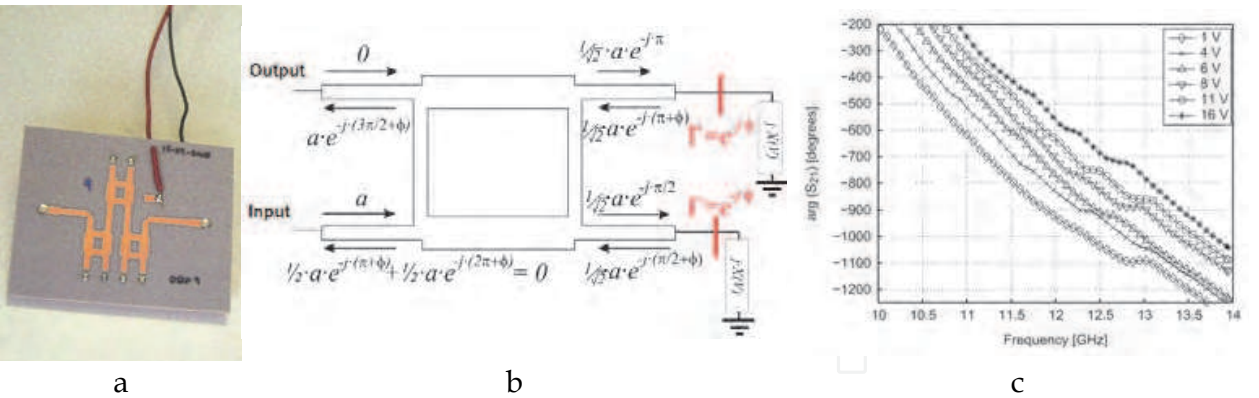 0
½·a·e^-j·π
Output
a·e^-j·(3π/2+ϕ)
½·a·e^-j·(π+ϕ)
jX(V)
a
½·a·e^-j·π/2
Input
½·a·e^-j·(π+ϕ) + ½·a·e^-j·(2π+ϕ) = 0
½·a·e^-j·(π/2+ϕ)
jX(V)
-200
-300
-400
-500
-600
-700
-800
-900
-1000
-1100
-1200
arg (S21) [degrees]
1 V
4 V
6 V
8 V
11 V
16 V
10 10.5 11 11.5 12 12.5 13 13.5 14
Frequency [GHz]
a
b
c